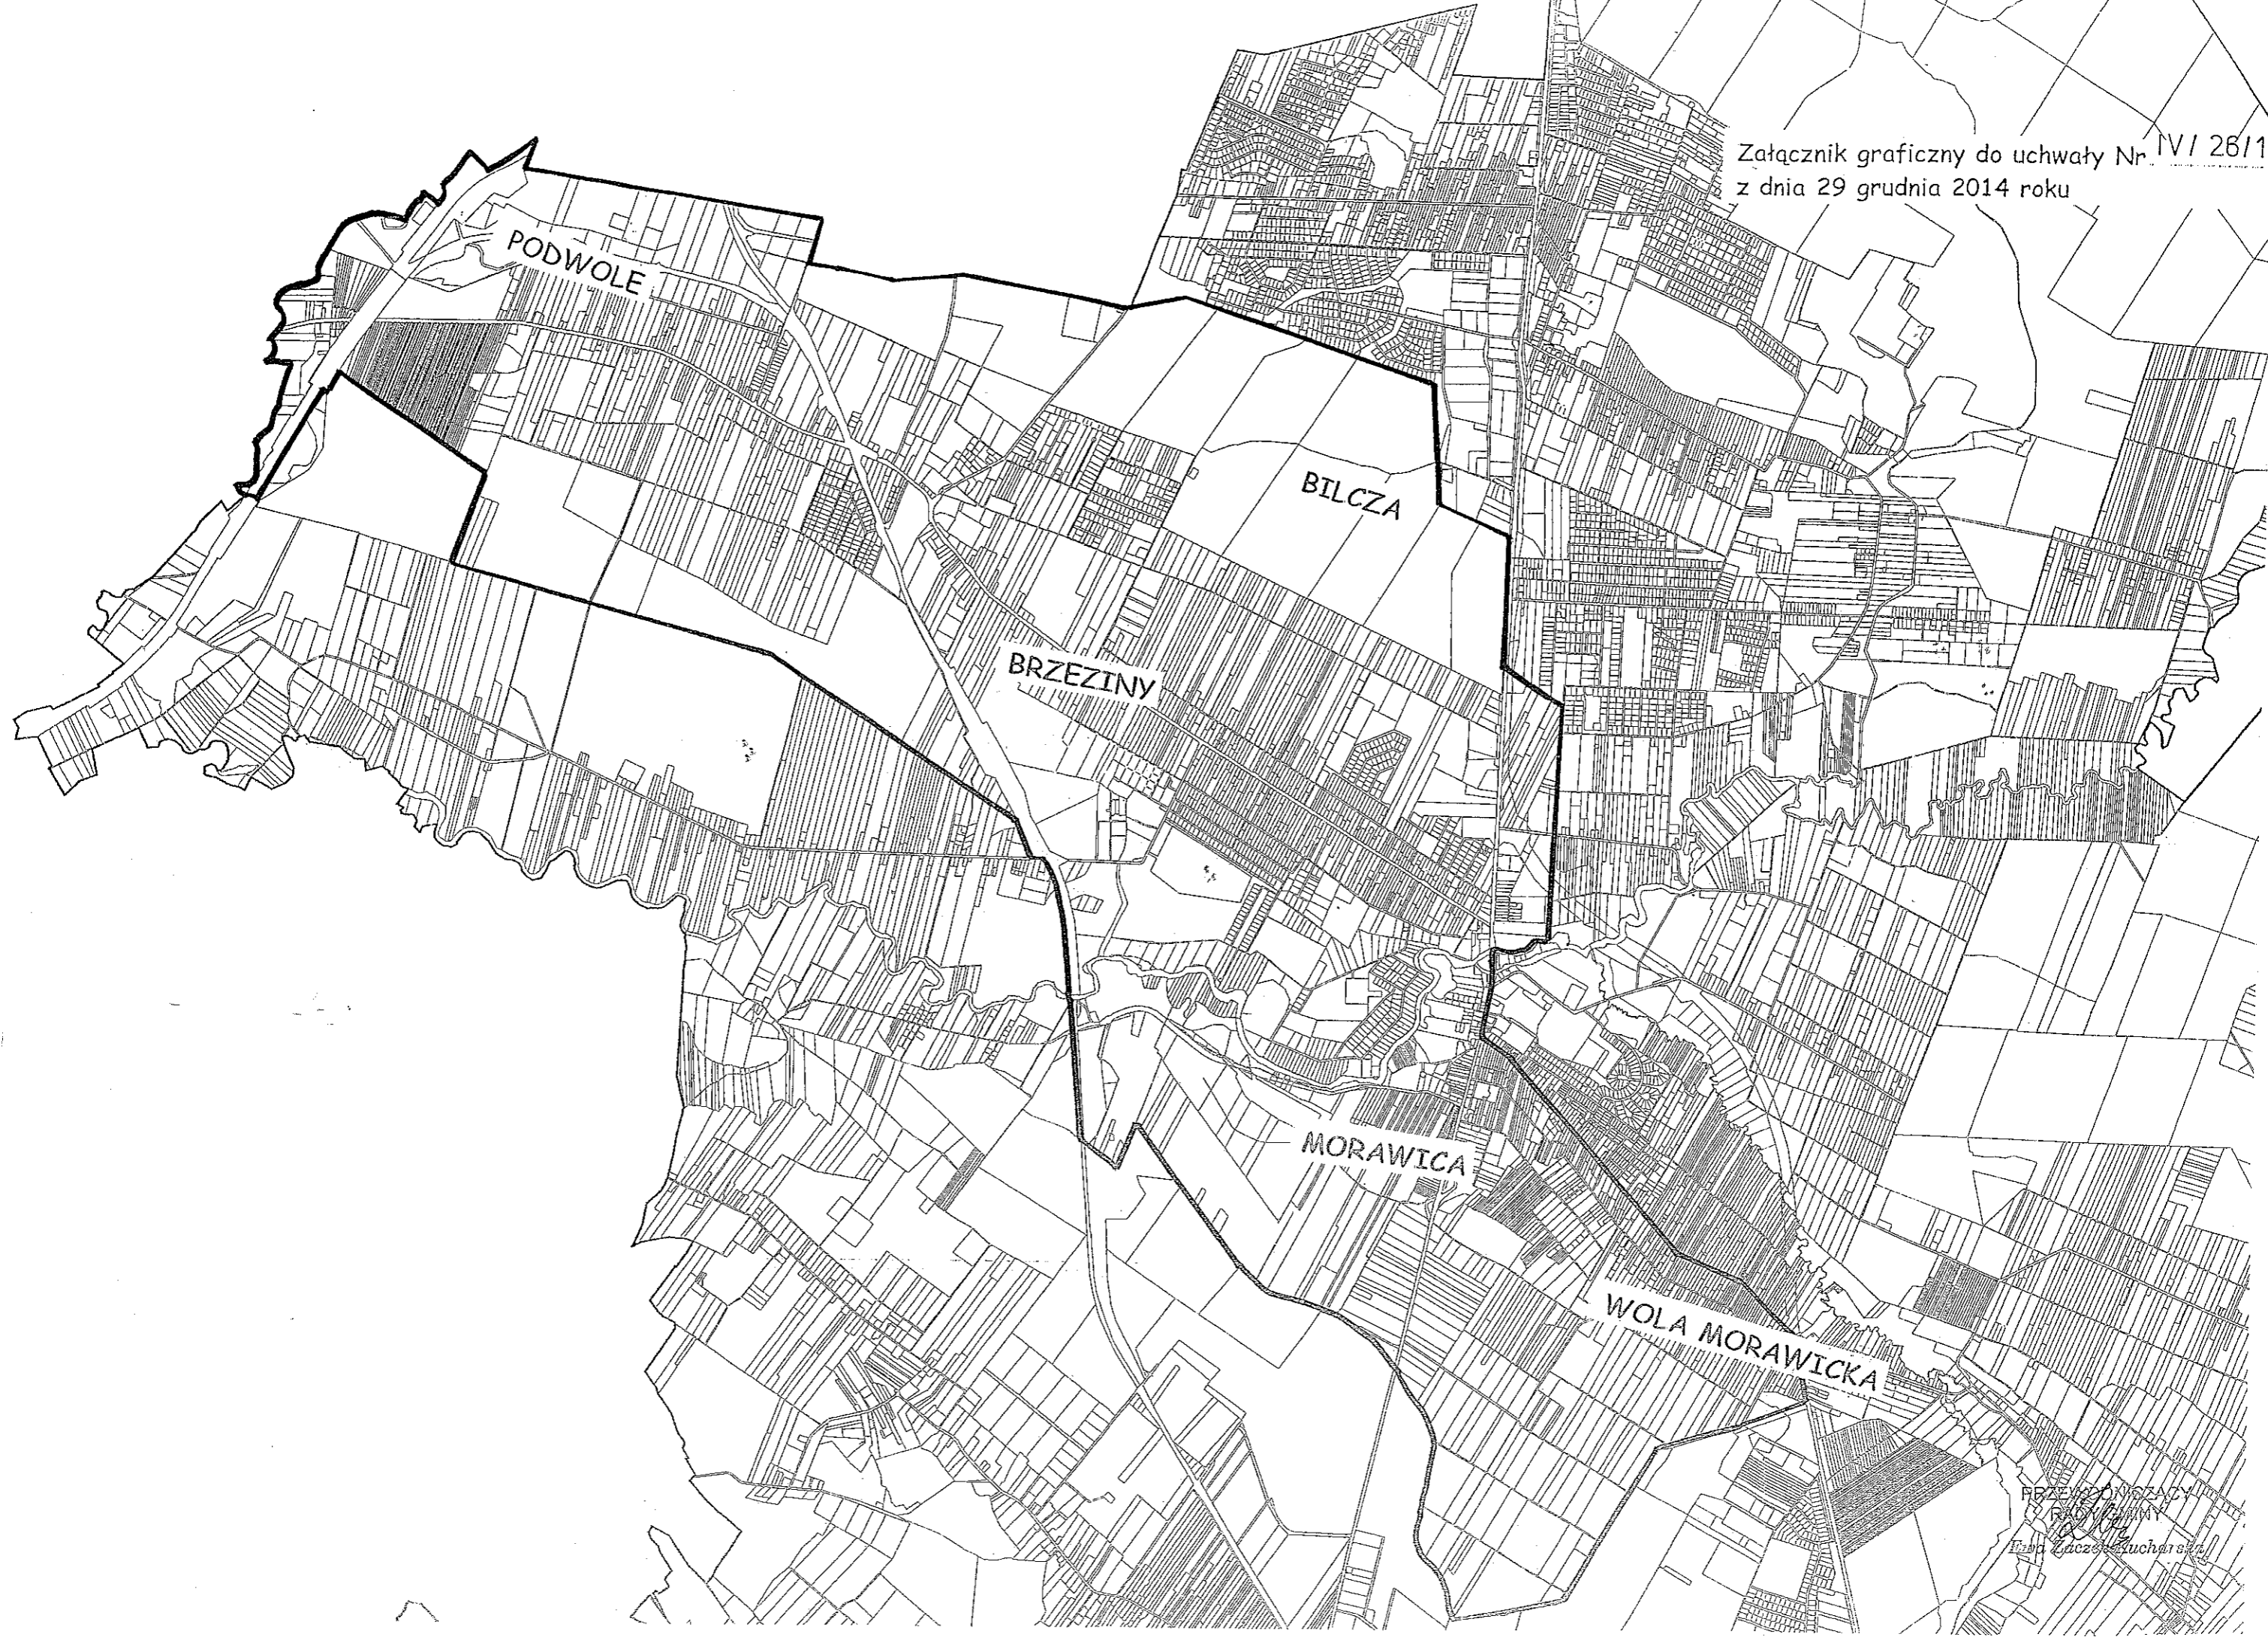 Załącznik graficzny do uchwały Nr. IV/ 26/1
z dnia 29 grudnia 2014 roku
PODWOLE
BILCZA
BRZEZINY
MORAWICA
WOLA MORAWICKA
PRZEWODNICZĄCY
RADY GMINY
Ewa